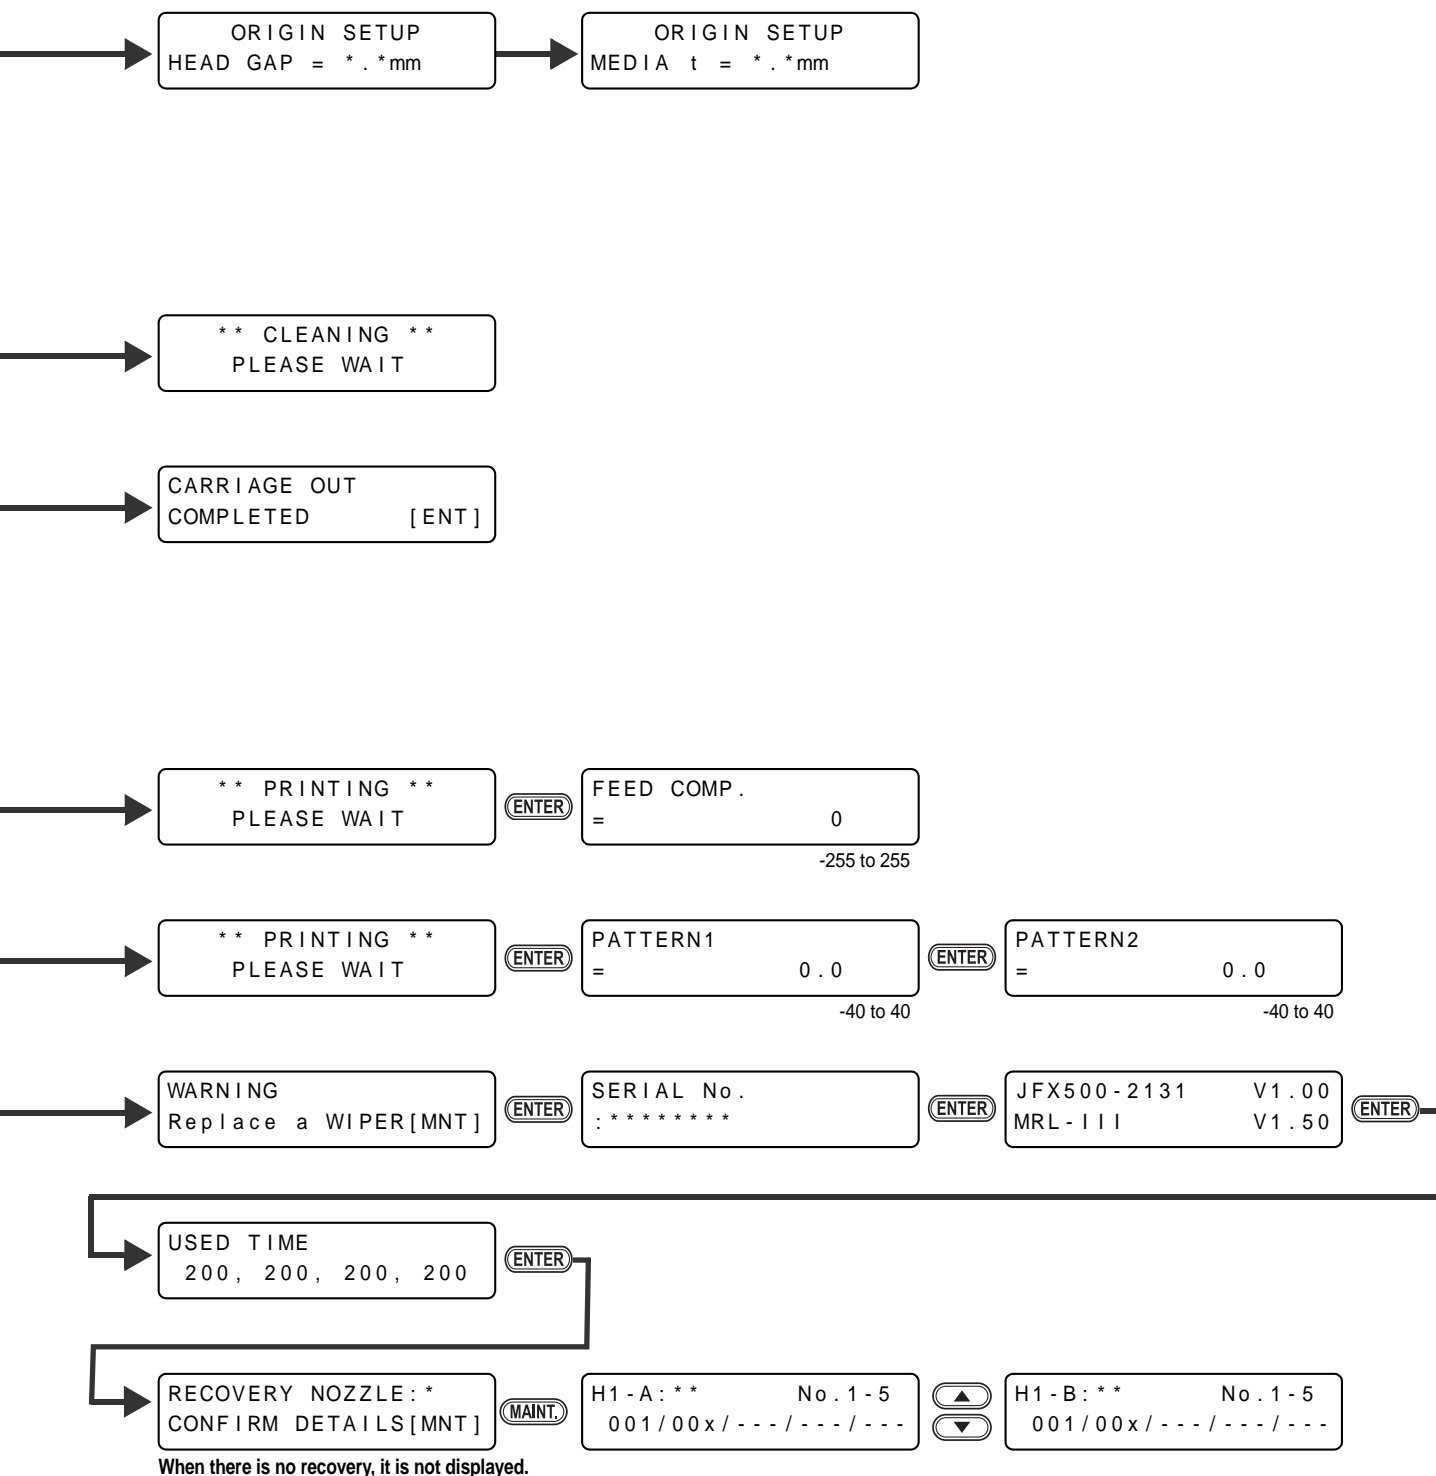 ORIGIN SETUP
HEAD GAP = *.*mm
ORIGIN SETUP
MEDIA t = *.*mm
** CLEANING **
PLEASE WAIT
CARRIAGE OUT
COMPLETED [ENT]
** PRINTING **
PLEASE WAIT
ENTER
FEED COMP.
= 0
-255 to 255
** PRINTING **
PLEASE WAIT
ENTER
PATTERN1
= 0.0
-40 to 40
ENTER
PATTERN2
= 0.0
-40 to 40
WARNING
Replace a WIPER[MNT]
ENTER
SERIAL No.
:********
ENTER
JFX500-2131 V1.00
MRL-III V1.50
ENTER
USED TIME
200, 200, 200, 200
ENTER
RECOVERY NOZZLE:*
CONFIRM DETAILS[MNT]
MAINT.
H1-A:** No.1-5
001/00x/---/---/---
H1-B:** No.1-5
001/00x/---/---/---
When there is no recovery, it is not displayed.